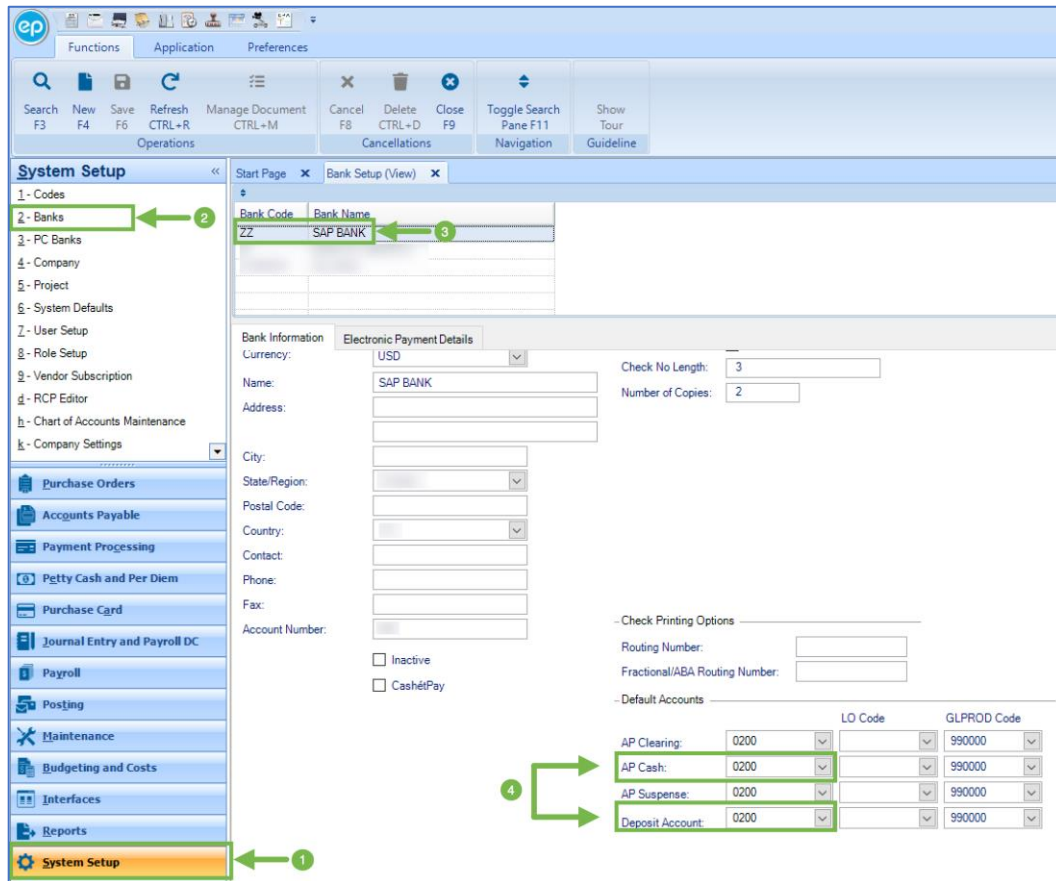 ep
Functions Application Preferences
Search F3 New F4 Save F6 Refresh CTRL+R Manage Document CTRL+M Cancel F8 Delete CTRL+D Close F9 Toggle Search Pane F11 Show Tour
Operations Cancellations Navigation Guideline
System Setup «
1 - Codes
2 - Banks
2
3 - PC Banks
4 - Company
5 - Project
6 - System Defaults
7 - User Setup
8 - Role Setup
9 - Vendor Subscription
d - RCP Editor
h - Chart of Accounts Maintenance
k - Company Settings
Purchase Orders
Accounts Payable
Payment Processing
Petty Cash and Per Diem
Purchase Card
Journal Entry and Payroll DC
Payroll
Posting
Maintenance
Budgeting and Costs
Interfaces
Reports
System Setup
1
Start Page X Bank Setup (View) X
Bank Code Bank Name
ZZ SAP BANK
3
Bank Information Electronic Payment Details
Currency: USD
Name: SAP BANK
Address:
City:
State/Region:
Postal Code:
Country:
Contact:
Phone:
Fax:
Account Number:
Inactive
CashétPay
Check No Length: 3
Number of Copies: 2
Check Printing Options
Routing Number:
Fractional/ABA Routing Number:
Default Accounts
LO Code GLPROD Code
AP Clearing: 0200 990000
AP Cash: 0200 990000
4
AP Suspense: 0200 990000
Deposit Account: 0200 990000